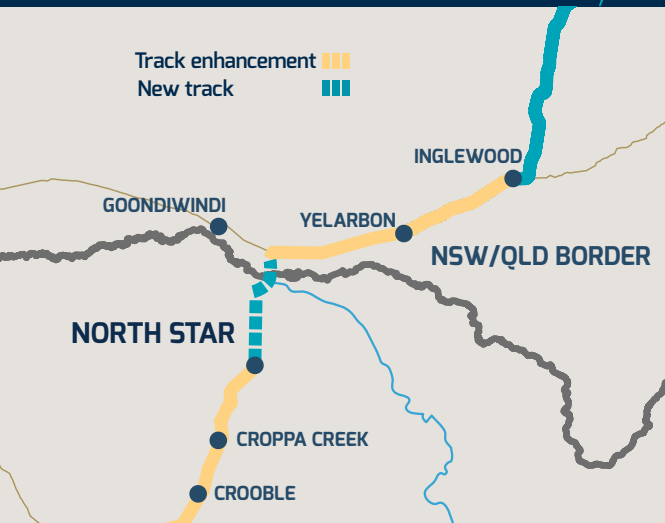 Track enhancement
New track
INGLEWOOD
GOONDIWINDI
YELARBON
NSW/QLD BORDER
NORTH STAR
CROPPA CREEK
CROOBLE